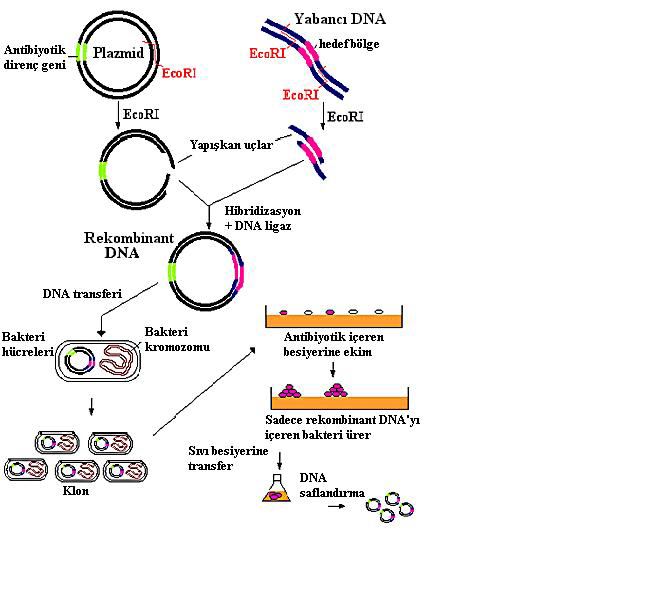 Antibiyotik
direnç geni
Plazmid
EcoRI
Yabancı DNA
hedef bölge
EcoRI
EcoRI
EcoRI
EcoRI
Yapışkan uçlar
Hibridizasyon
+ DNA ligaz
Rekombinant
DNA
DNA transferi
Bakteri
hücreleri
Bakteri
kromozomu
Klon
Antibiyotik içeren
besiyerine ekim
Sadece rekombinant DNA'yı
içeren bakteri ürer
Sıvı besiyerine
transfer
DNA
saflandırma